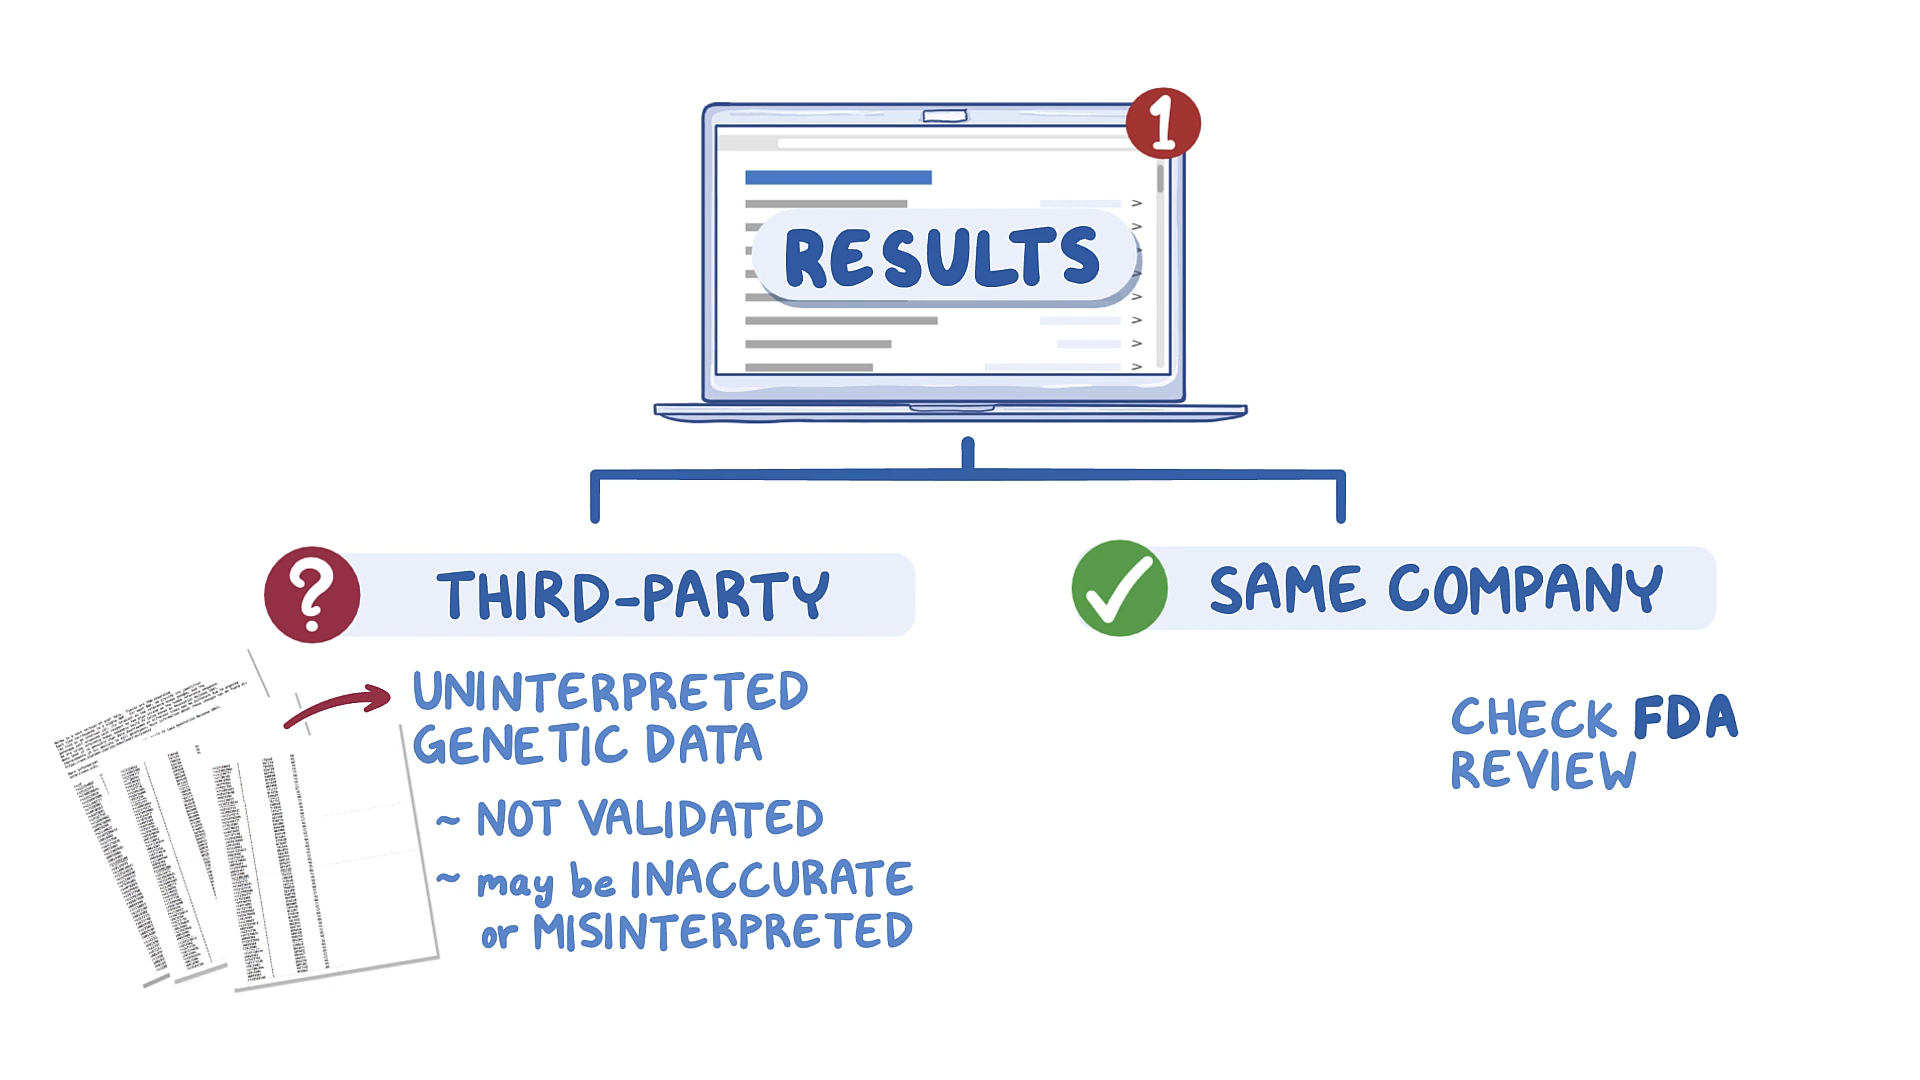 1
RESULTS
THIRD-PARTY
UNINTERPRETED
GENETIC DATA
~ NOT VALIDATED
~ may be INACCURATE
or MISINTERPRETED
SAME COMPANY
CHECK FDA
REVIEW